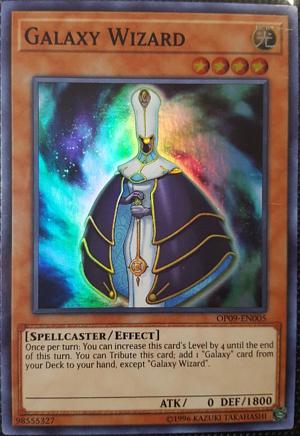 GALAXY WIZARD
光
OP09-EN005
[SPELLCASTER/EFFECT]
Once per turn: You can increase this card's Level by 4 until the end
of this turn. You can Tribute this card; add 1 "Galaxy" card from
your Deck to your hand, except "Galaxy Wizard".
ATK/ 0 DEF/1800
98555327 ©1996 KAZUKI TAKAHASHI